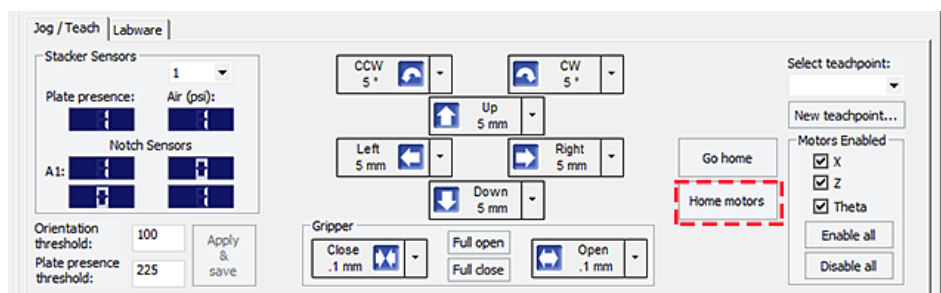 Jog / Teach
Labware
Stacker Sensors
1
Plate presence:
Air (psi):
Notch Sensors
A1:
Orientation
threshold:
100
Plate presence
threshold:
225
Apply
&
save
CCW
5 °
CW
5 °
Up
5 mm
Left
5 mm
Right
5 mm
Down
5 mm
Gripper
Close
.1 mm
Full open
Full close
Open
.1 mm
Go home
Home motors
Select teachpoint:
New teachpoint...
Motors Enabled
X
Z
Theta
Enable all
Disable all